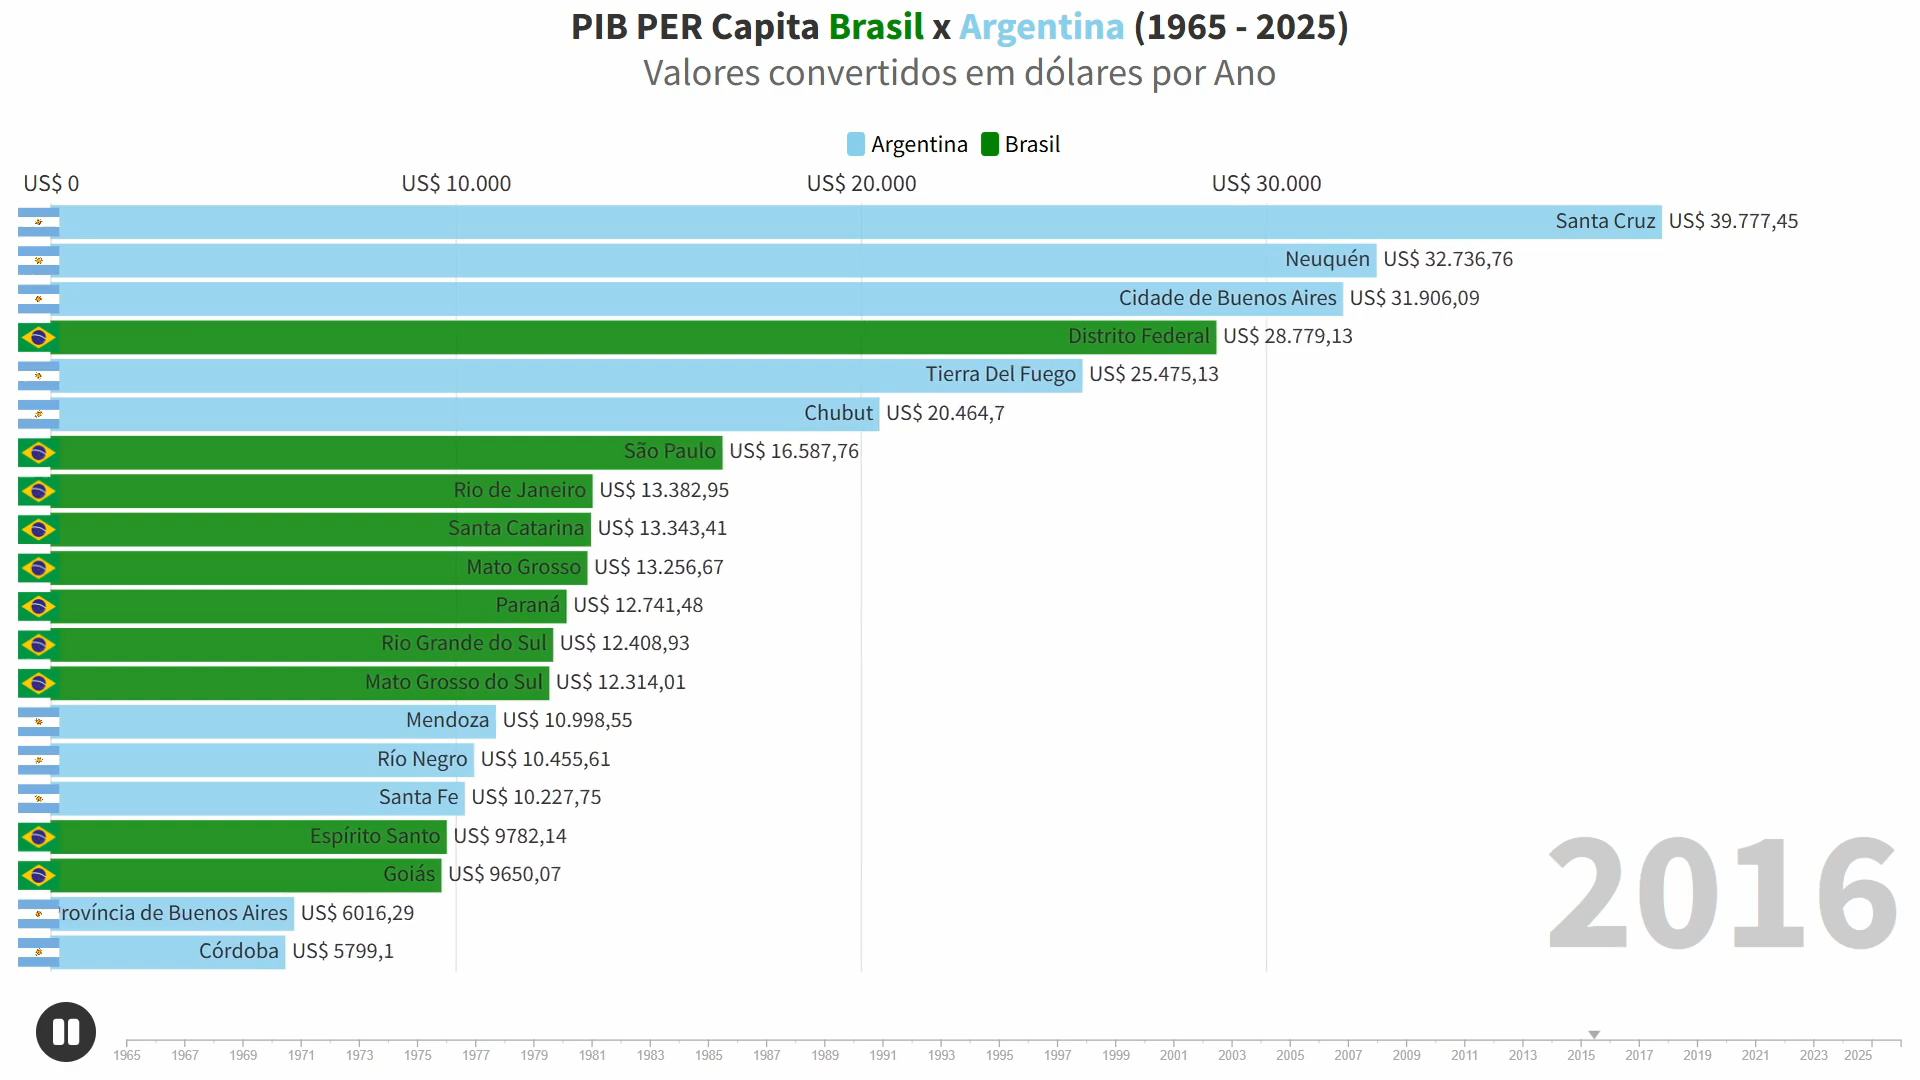 PIB PER Capita Brasil x Argentina (1965 - 2025)
Valores convertidos em dólares por Ano
Argentina Brasil
US$ 0 US$ 10.000 US$ 20.000 US$ 30.000
Santa Cruz US$ 39.777,45
Neuquén US$ 32.736,76
Cidade de Buenos Aires US$ 31.906,09
Distrito Federal US$ 28.779,13
Tierra Del Fuego US$ 25.475,13
Chubut US$ 20.464,7
São Paulo US$ 16.587,76
Rio de Janeiro US$ 13.382,95
Santa Catarina US$ 13.343,41
Mato Grosso US$ 13.256,67
Paraná US$ 12.741,48
Rio Grande do Sul US$ 12.408,93
Mato Grosso do Sul US$ 12.314,01
Mendoza US$ 10.998,55
Río Negro US$ 10.455,61
Santa Fe US$ 10.227,75
Espírito Santo US$ 9782,14
Goiás US$ 9650,07
rovíncia de Buenos Aires US$ 6016,29
Córdoba US$ 5799,1
2016
1965 1967 1969 1971 1973 1975 1977 1979 1981 1983 1985 1987 1989 1991 1993 1995 1997 1999 2001 2003 2005 2007 2009 2011 2013 2015 2017 2019 2021 2023 2025